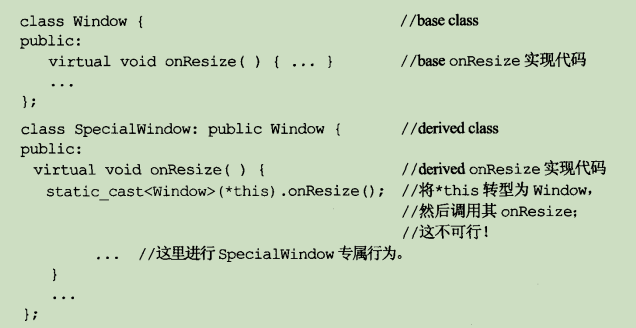 class Window { //base class
public:
virtual void onResize( ) { ... } //base onResize 实现代码
...
};
class SpecialWindow: public Window { //derived class
public:
virtual void onResize( ) { //derived onResize 实现代码
static_cast<Window>(*this).onResize(); //将*this 转型为 Window,
//然后调用其 onResize;
//这不可行!
... //这里进行 SpecialWindow 专属行为。
}
...
};